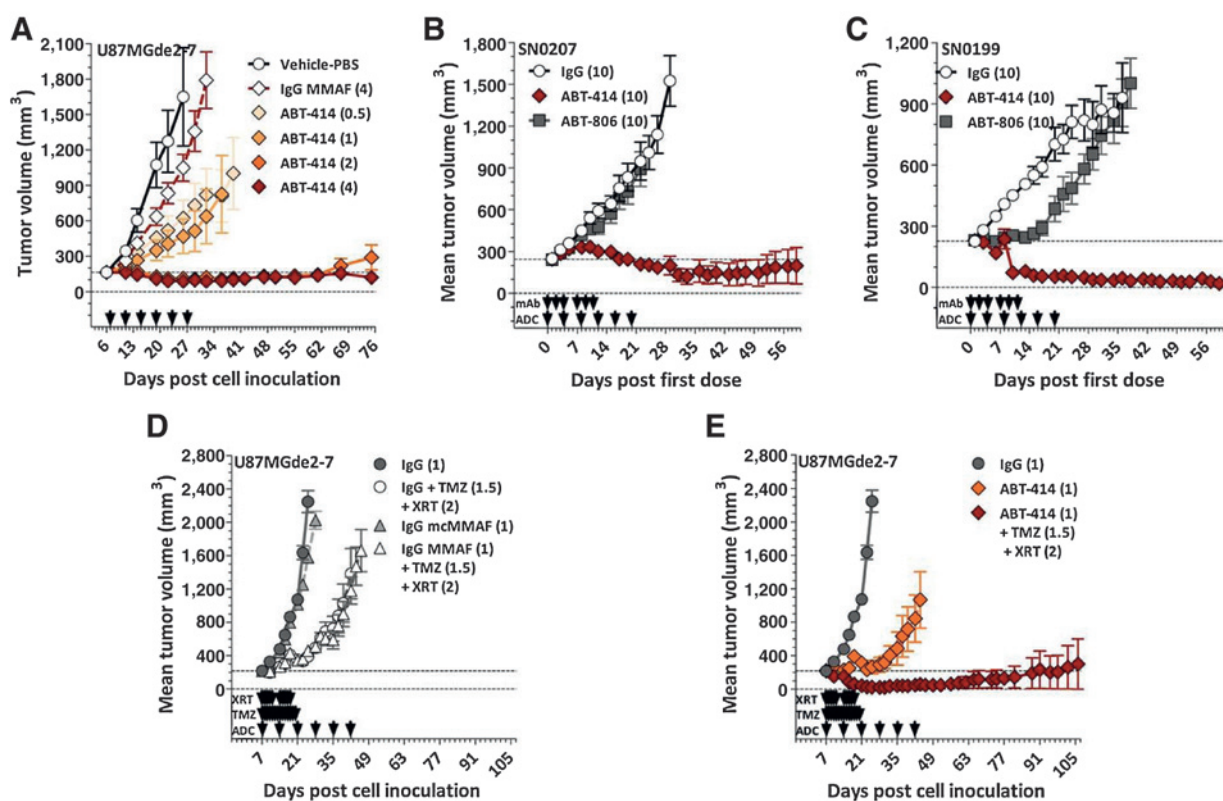 A
U87MGde2-7
Tumor volume (mm3)
2,100
1,800
1,500
1,200
900
600
300
0
Vehicle-PBS
IgG MMAF (4)
ABT-414 (0.5)
ABT-414 (1)
ABT-414 (2)
ABT-414 (4)
6 13 20 27 34 41 48 55 62 69 76
Days post cell inoculation
B
SN0207
Mean tumor volume (mm3)
1,800
1,500
1,200
900
600
300
0
IgG (10)
ABT-414 (10)
ABT-806 (10)
mAb
ADC
0 7 14 21 28 35 42 49 56
Days post first dose
C
SN0199
Mean tumor volume (mm3)
1,200
900
600
300
0
IgG (10)
ABT-414 (10)
ABT-806 (10)
mAb
ADC
0 7 14 21 28 35 42 49 56
Days post first dose
D
U87MGde2-7
Mean tumor volume (mm3)
2,800
2,400
2,000
1,600
1,200
800
400
0
IgG (1)
IgG + TMZ (1.5)
+ XRT (2)
IgG mcMMAF (1)
IgG MMAF (1)
+ TMZ (1.5)
+ XRT (2)
XRT
TMZ
ADC
7 21 35 49 63 77 91 105
Days post cell inoculation
E
U87MGde2-7
Mean tumor volume (mm3)
2,800
2,400
2,000
1,600
1,200
800
400
0
IgG (1)
ABT-414 (1)
ABT-414 (1)
+ TMZ (1.5)
+ XRT (2)
XRT
TMZ
ADC
7 21 35 49 63 77 91 105
Days post cell inoculation